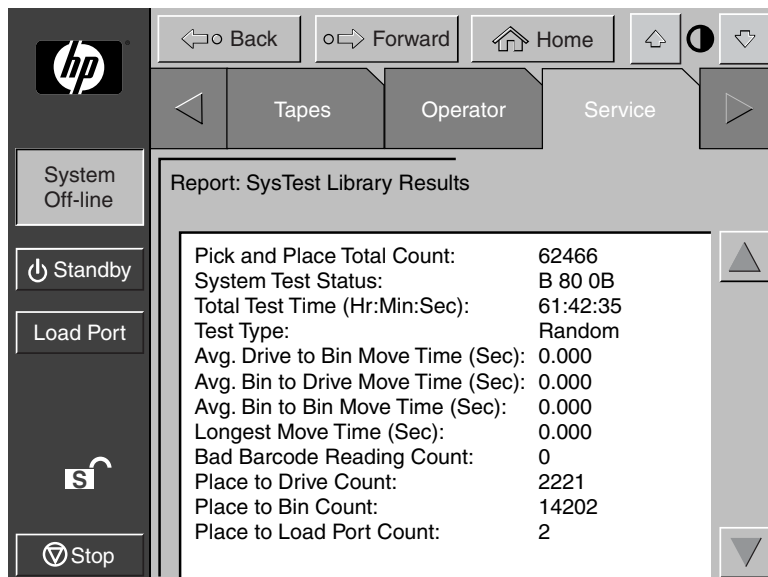 hp
Back Forward Home
Tapes Operator Service
System
Off-line
Standby
Load Port
S
Stop
Report: SysTest Library Results
Pick and Place Total Count: 62466
System Test Status: B 80 0B
Total Test Time (Hr:Min:Sec): 61:42:35
Test Type: Random
Avg. Drive to Bin Move Time (Sec): 0.000
Avg. Bin to Drive Move Time (Sec): 0.000
Avg. Bin to Bin Move Time (Sec): 0.000
Longest Move Time (Sec): 0.000
Bad Barcode Reading Count: 0
Place to Drive Count: 2221
Place to Bin Count: 14202
Place to Load Port Count: 2